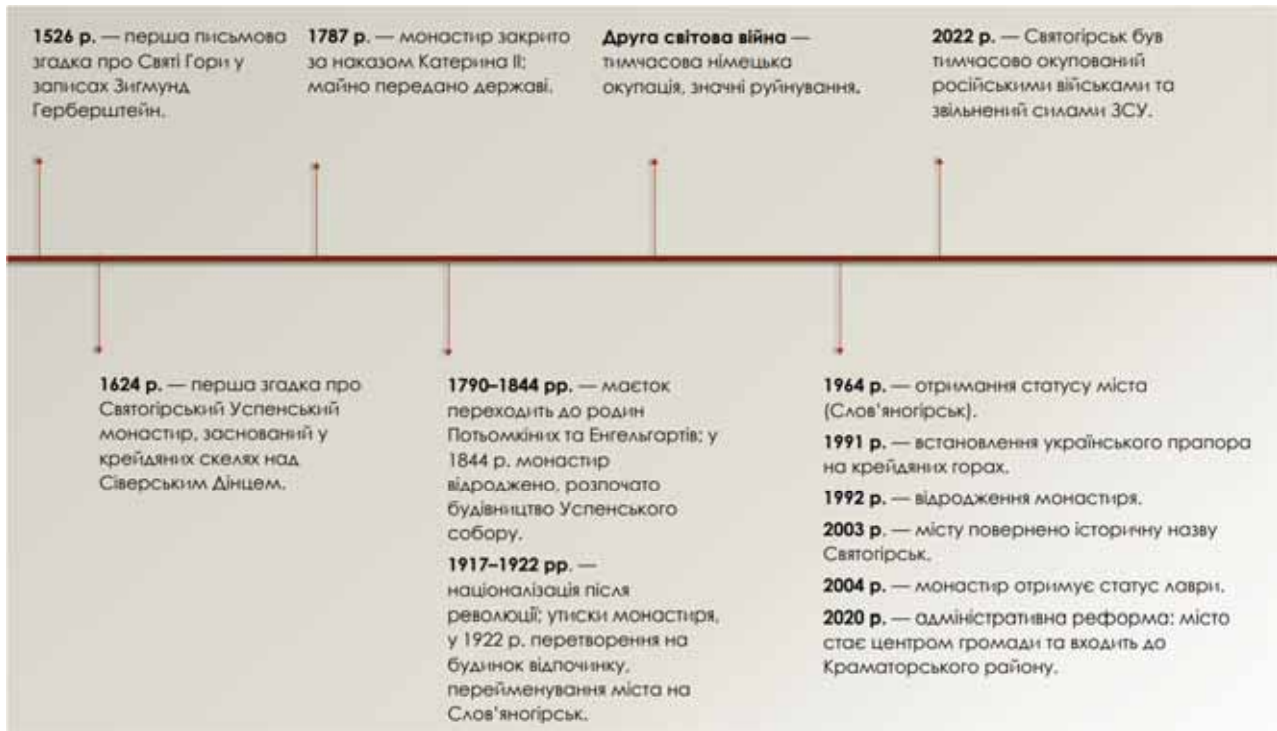 1526 р. — перша письмова
згадка про Святі Гори у
записах Зиґмунд
Герберштейн.
1787 р. — монастир закрито
за наказом Катерина II;
майно передано державі.
Друга світова війна —
тимчасова німецька
окупація, значні руйнування.
2022 р. — Святогірськ був
тимчасово окупований
російськими військами та
звільнений силами ЗСУ.
1624 р. — перша згадка про
Святогірський Успенський
монастир, заснований у
крейдяних скелях над
Сіверським Дінцем.
1790–1844 рр. — маєток
переходить до родин
Потьомкіних та Енгельгартів; у
1844 р. монастир
відроджено, розпочато
будівництво Успенського
собору.
1917–1922 рр. —
націоналізація після
революції; утиски монастиря,
у 1922 р. перетворення на
будинок відпочинку,
перейменування міста на
Слов’яногірськ.
1964 р. — отримання статусу міста
(Слов’яногірськ).
1991 р. — встановлення українського прапора
на крейдяних горах.
1992 р. — відродження монастиря.
2003 р. — місту повернено історичну назву
Святогірськ.
2004 р. — монастир отримує статус лаври.
2020 р. — адміністративна реформа: місто
стає центром громади та входить до
Краматорського району.